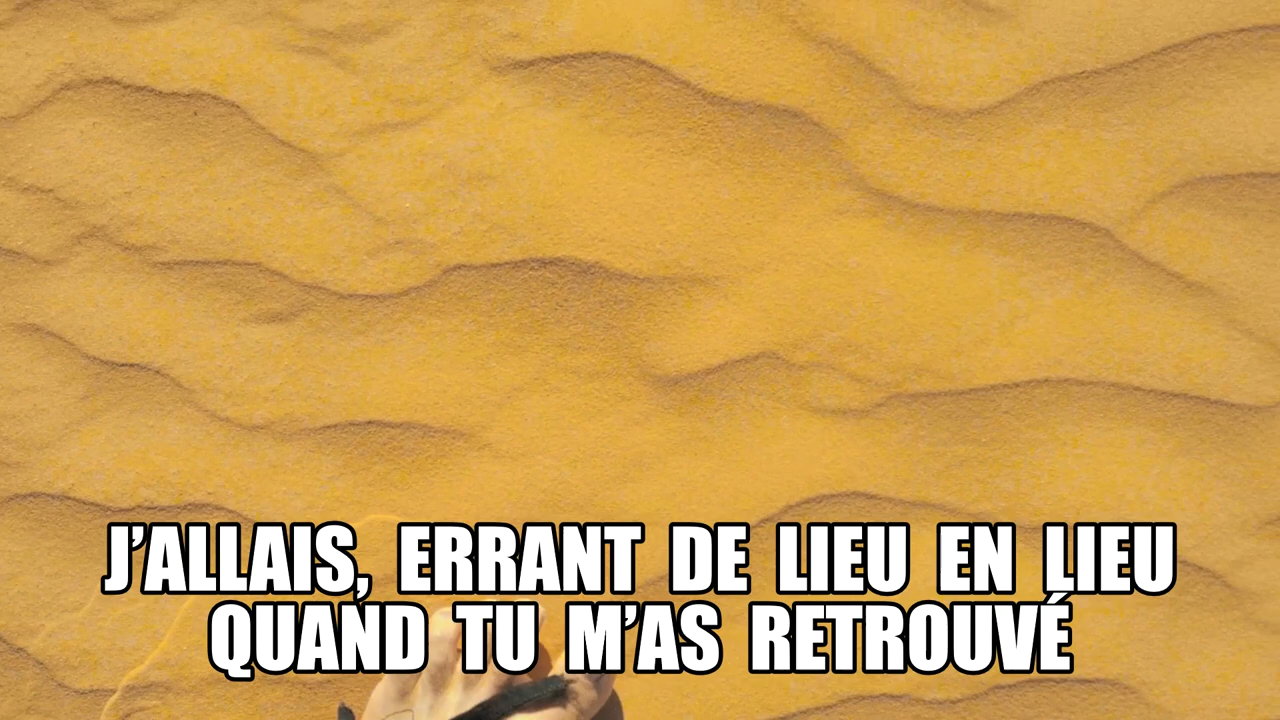 J’ALLAIS, ERRANT DE LIEU EN LIEU
QUAND TU M’AS RETROUVÉ